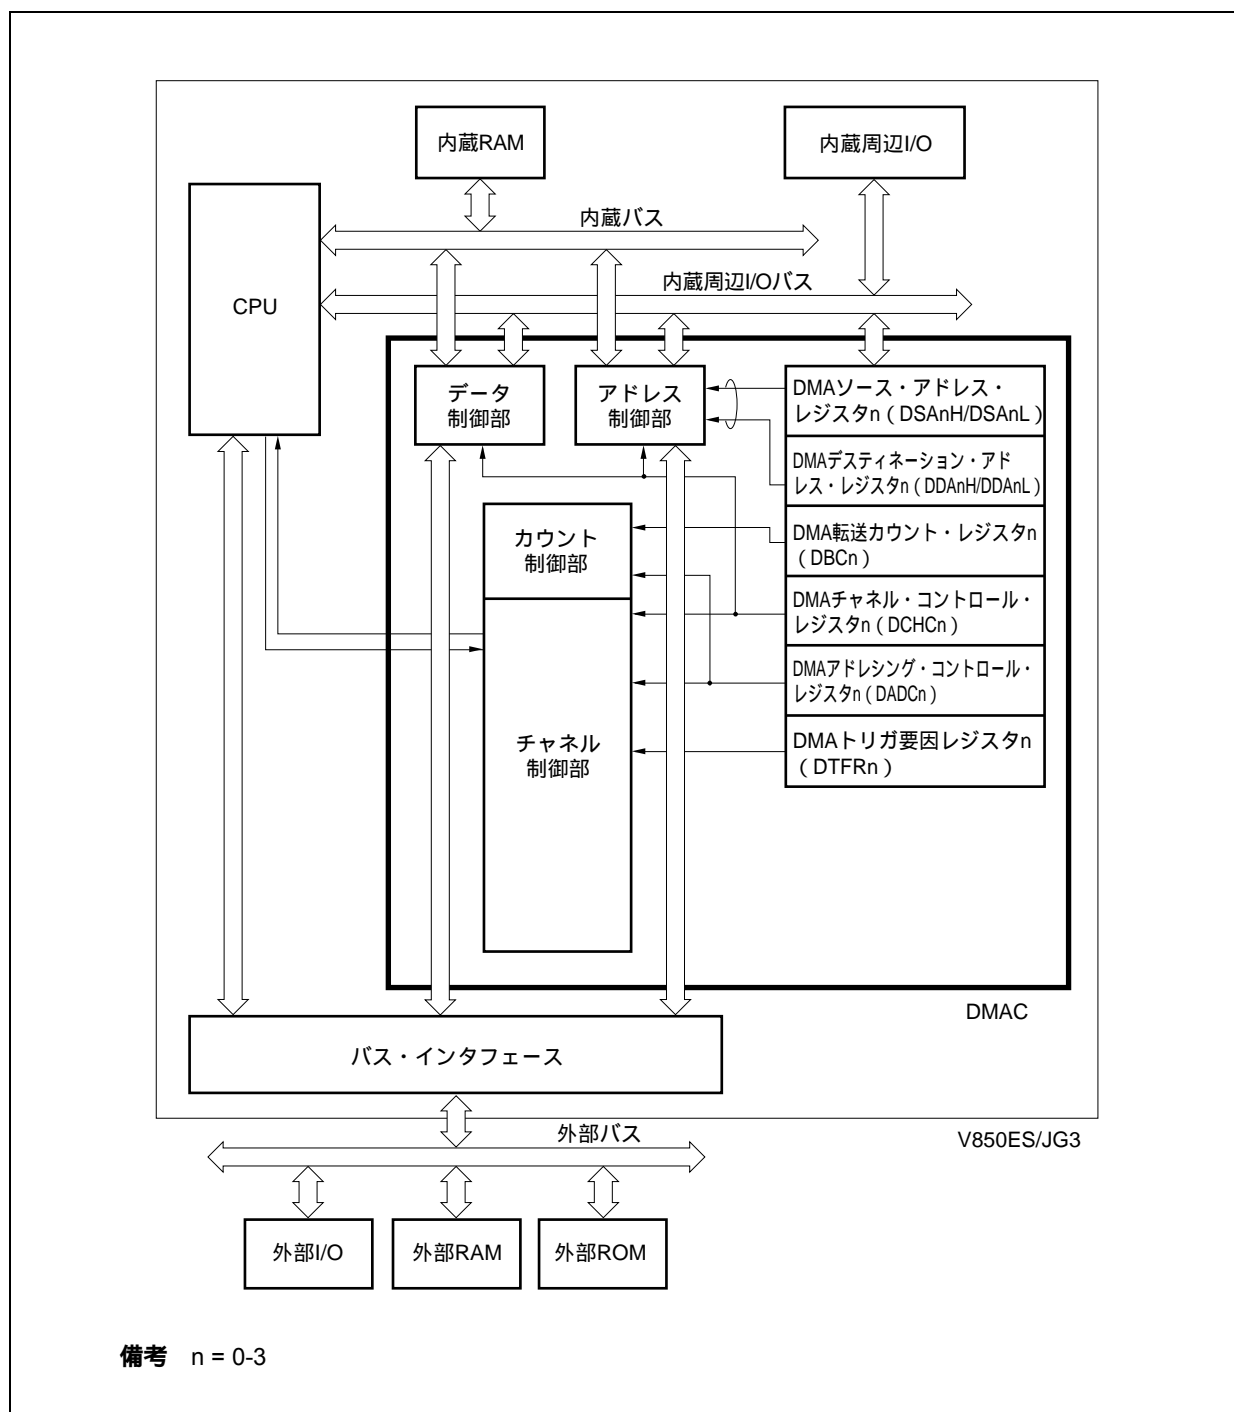 内蔵RAM
内蔵周辺I/O
内蔵バス
内蔵周辺I/Oバス
CPU
データ
制御部
アドレス
制御部
DMAソース・アドレス・
レジスタn（DSAnH/DSAnL）
DMAデスティネーション・アド
レス・レジスタn（DDAnH/DDAnL）
カウント
制御部
DMA転送カウント・レジスタn
（DBCn）
DMAチャネル・コントロール・
レジスタn（DCHCn）
DMAアドレシング・コントロール・
レジスタn（DADCn）
チャネル
制御部
DMAトリガ要因レジスタn
（DTFRn）
DMAC
バス・インタフェース
外部バス
V850ES/JG3
外部I/O
外部RAM
外部ROM
備考 n = 0-3